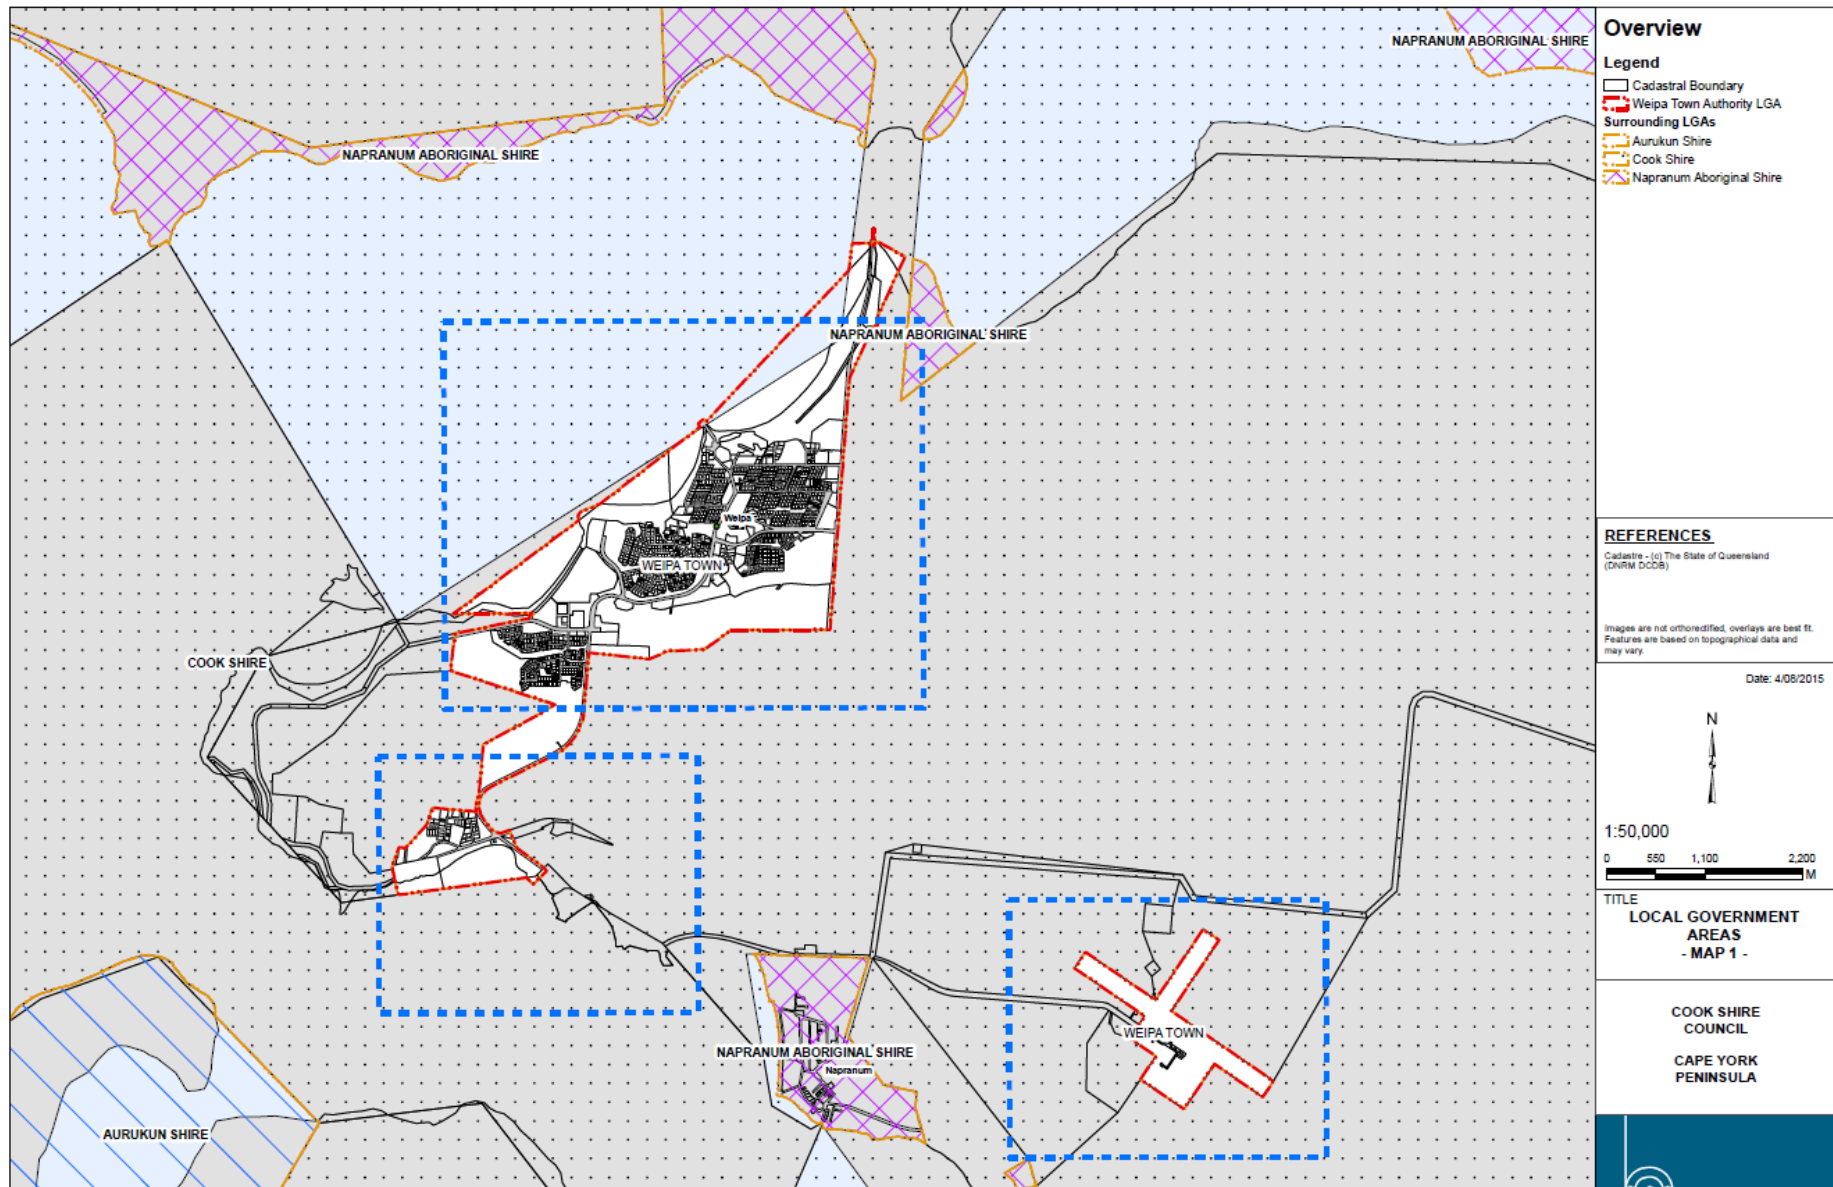 NAPRANUM ABORIGINAL SHIRE
NAPRANUM ABORIGINAL SHIRE
NAPRANUM ABORIGINAL SHIRE
Weipa
WEIPA TOWN
COOK SHIRE
WEIPA TOWN
NAPRANUM ABORIGINAL SHIRE
Napranum
AURUKUN SHIRE
Overview
Legend
Cadastral Boundary
Weipa Town Authority LGA
Surrounding LGAs
Aurukun Shire
Cook Shire
Napranum Aboriginal Shire
REFERENCES
Cadastre - (c) The State of Queensland
(DNRM DCDB)
Images are not orthorectified, overlays are best fit.
Features are based on topographical data and
may vary.
Date: 4/08/2015
N
1:50,000
0 550 1,100 2,200
M
TITLE
LOCAL GOVERNMENT
AREAS
- MAP 1 -
COOK SHIRE
COUNCIL
CAPE YORK
PENINSULA